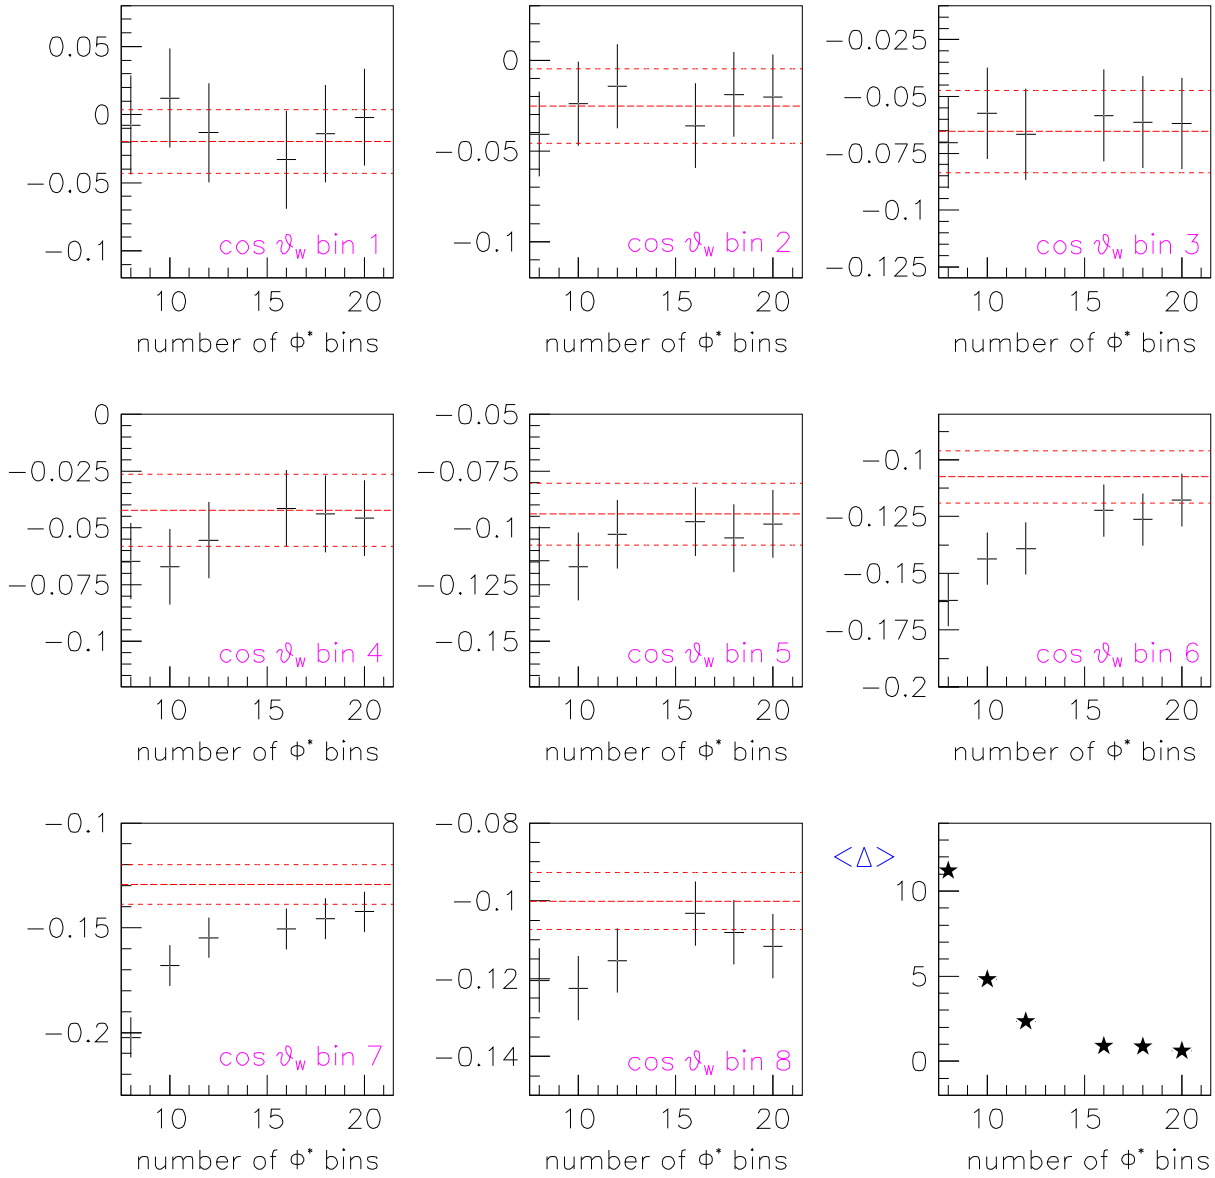 0.05
0
−0.05
−0.1
cos ϑ_W bin 1
10 15 20
number of Φ* bins
0
−0.05
−0.1
cos ϑ_W bin 2
10 15 20
number of Φ* bins
−0.025
−0.05
−0.075
−0.1
−0.125
cos ϑ_W bin 3
10 15 20
number of Φ* bins
0
−0.025
−0.05
−0.075
−0.1
cos ϑ_W bin 4
10 15 20
number of Φ* bins
−0.05
−0.075
−0.1
−0.125
−0.15
cos ϑ_W bin 5
10 15 20
number of Φ* bins
−0.1
−0.125
−0.15
−0.175
−0.2
cos ϑ_W bin 6
10 15 20
number of Φ* bins
−0.1
−0.15
−0.2
cos ϑ_W bin 7
10 15 20
number of Φ* bins
−0.08
−0.1
−0.12
−0.14
cos ϑ_W bin 8
10 15 20
number of Φ* bins
<Δ>
10
5
0
10 15 20
number of Φ* bins